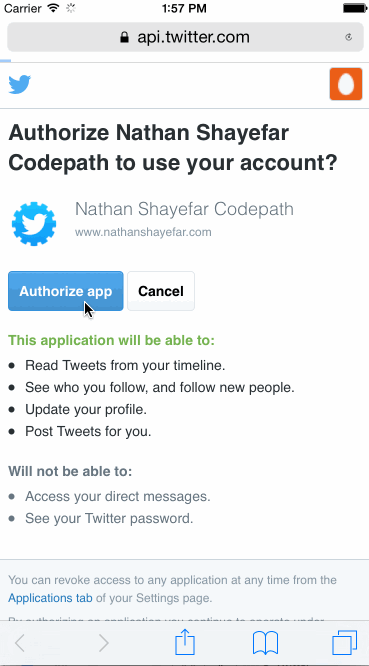 Carrier 1:57 PM
api.twitter.com
Authorize Nathan Shayefar
Codepath to use your account?
Nathan Shayefar Codepath
www.nathanshayefar.com
Authorize app Cancel
This application will be able to:
• Read Tweets from your timeline.
• See who you follow, and follow new people.
• Update your profile.
• Post Tweets for you.
Will not be able to:
• Access your direct messages.
• See your Twitter password.
You can revoke access to any application at any time from the
Applications tab of your Settings page.